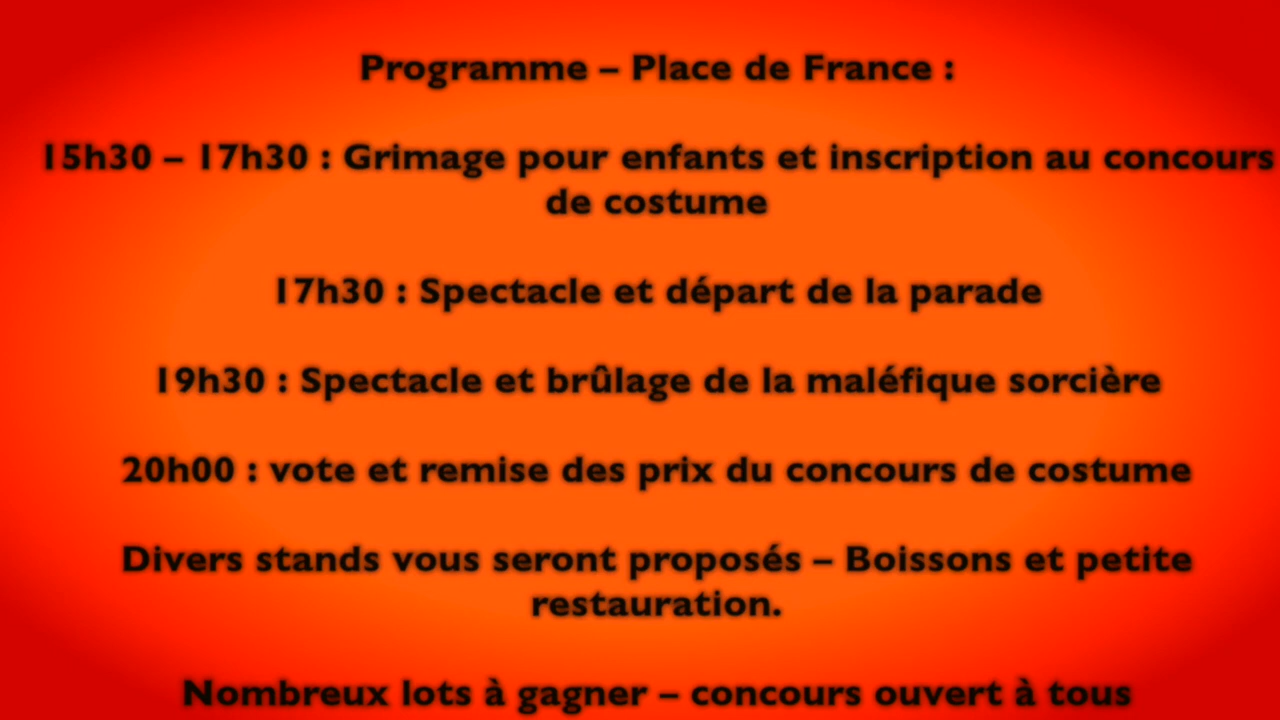 Programme – Place de France :
15h30 – 17h30 : Grimage pour enfants et inscription au concours
de costume
17h30 : Spectacle et départ de la parade
19h30 : Spectacle et brûlage de la maléfique sorcière
20h00 : vote et remise des prix du concours de costume
Divers stands vous seront proposés – Boissons et petite
restauration.
Nombreux lots à gagner – concours ouvert à tous